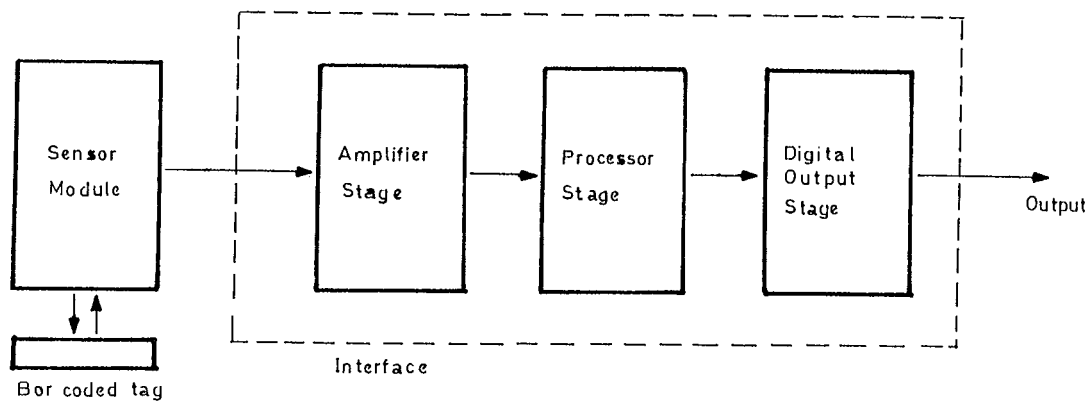 Sensor
Module
Amplifier
Stage
Processor
Stage
Digital
Output
Stage
Output
Interface
Bor coded tag